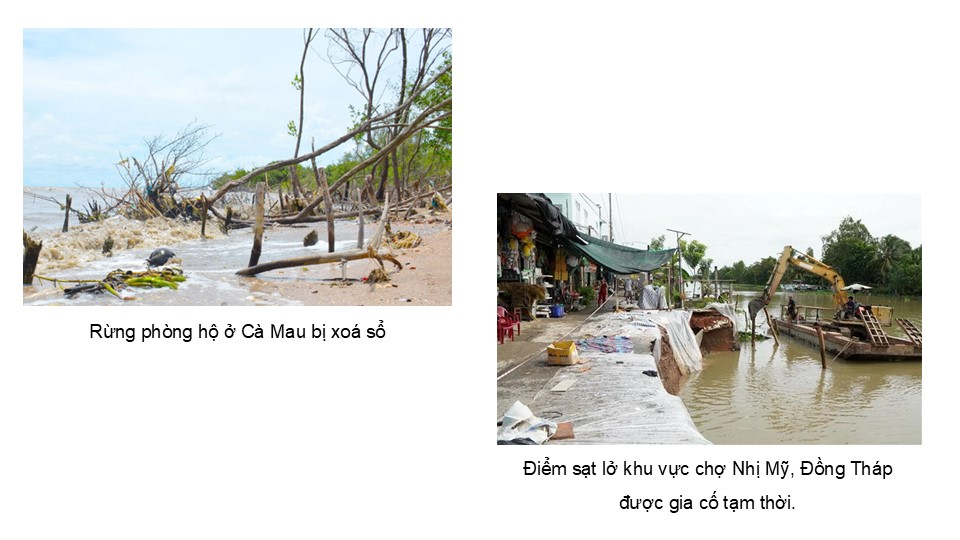 Rừng phòng hộ ở Cà Mau bị xoá sổ
Điểm sạt lở khu vực chợ Nhị Mỹ, Đồng Tháp
được gia cố tạm thời.